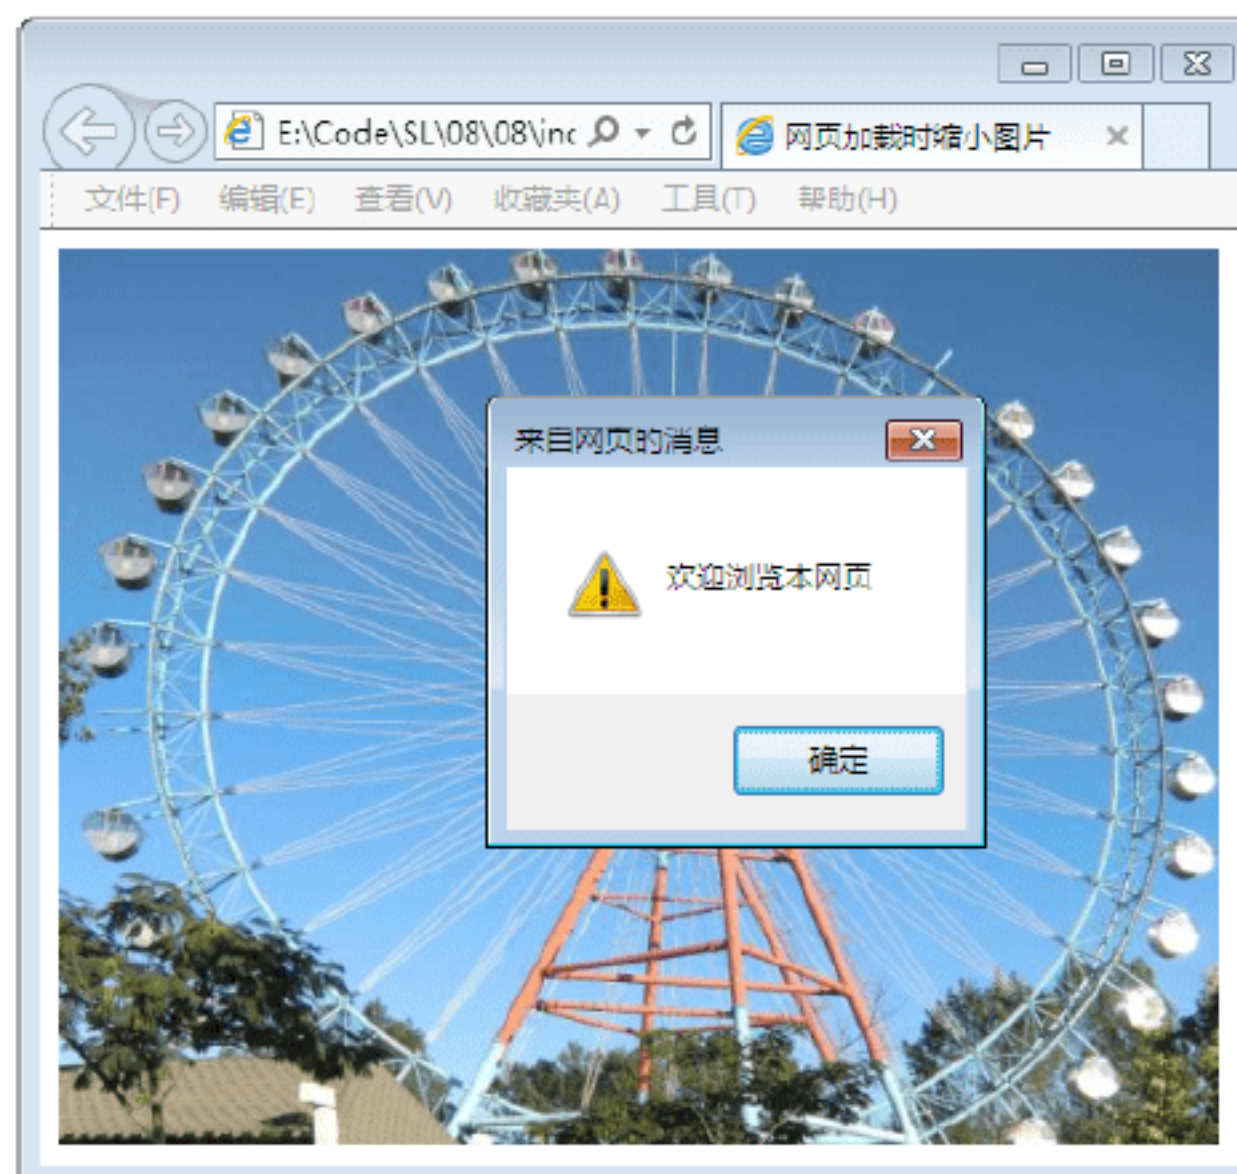 E:\Code\SL\08\08\inc
网页加载时缩小图片
文件(F) 编辑(E) 查看(V) 收藏夹(A) 工具(T) 帮助(H)
来自网页的消息
欢迎浏览本网页
确定